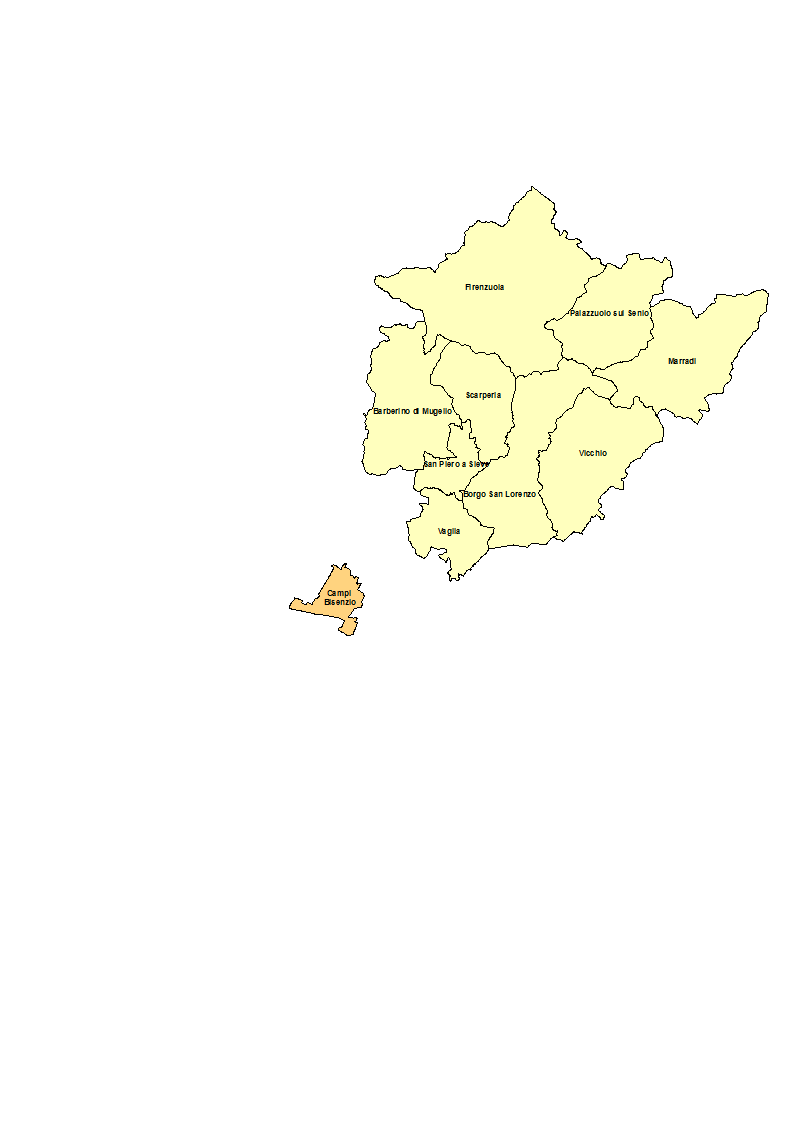 Firenzuola
Palazzuolo sul Senio
Marradi
Scarperia
Barberino di Mugello
Vicchio
San Piero a Sieve
Borgo San Lorenzo
Vaglia
Campi
Bisenzio